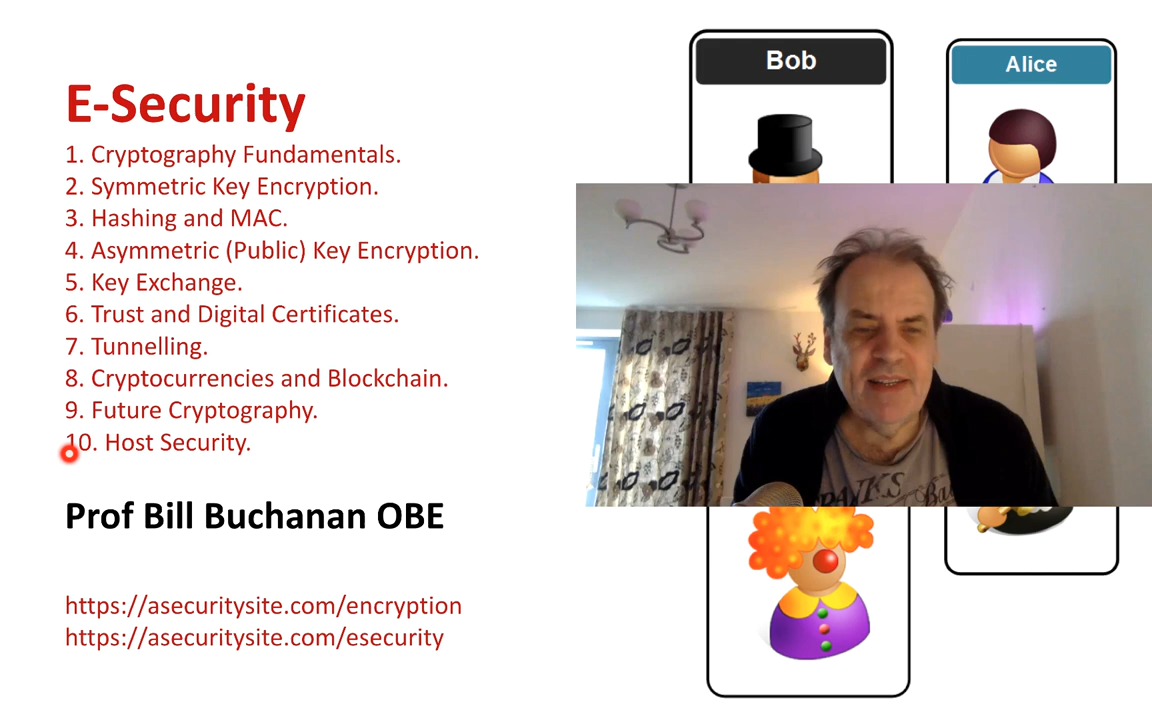 E-Security
1. Cryptography Fundamentals.
2. Symmetric Key Encryption.
3. Hashing and MAC.
4. Asymmetric (Public) Key Encryption.
5. Key Exchange.
6. Trust and Digital Certificates.
7. Tunnelling.
8. Cryptocurrencies and Blockchain.
9. Future Cryptography.
10. Host Security.
Prof Bill Buchanan OBE
https://asecuritysite.com/encryption
https://asecuritysite.com/esecurity
Bob
Alice